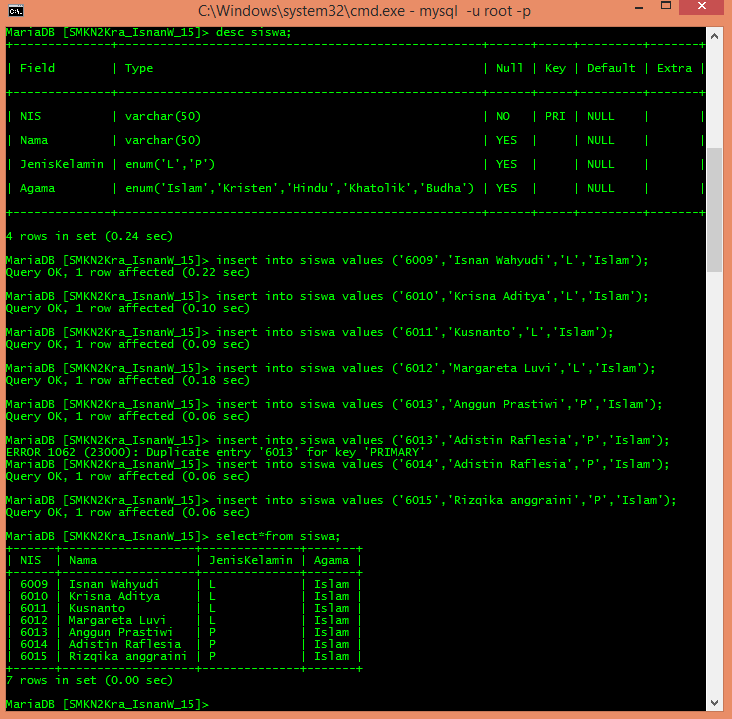 C:\Windows\system32\cmd.exe - mysql -u root -p
MariaDB [SMKN2Kra_IsnanW_15]> desc siswa;
+--------------+----------------------------------------------------+------+-----+---------+-------+
| Field | Type | Null | Key | Default | Extra |
+--------------+----------------------------------------------------+------+-----+---------+-------+
| NIS | varchar(50) | NO | PRI | NULL | |
| Nama | varchar(50) | YES | | NULL | |
| JenisKelamin | enum('L','P') | YES | | NULL | |
| Agama | enum('Islam','Kristen','Hindu','Khatolik','Budha') | YES | | NULL | |
+--------------+----------------------------------------------------+------+-----+---------+-------+
4 rows in set (0.24 sec)
MariaDB [SMKN2Kra_IsnanW_15]> insert into siswa values ('6009','Isnan Wahyudi','L','Islam');
Query OK, 1 row affected (0.22 sec)
MariaDB [SMKN2Kra_IsnanW_15]> insert into siswa values ('6010','Krisna Aditya','L','Islam');
Query OK, 1 row affected (0.10 sec)
MariaDB [SMKN2Kra_IsnanW_15]> insert into siswa values ('6011','Kusnanto','L','Islam');
Query OK, 1 row affected (0.09 sec)
MariaDB [SMKN2Kra_IsnanW_15]> insert into siswa values ('6012','Margareta Luvi','L','Islam');
Query OK, 1 row affected (0.18 sec)
MariaDB [SMKN2Kra_IsnanW_15]> insert into siswa values ('6013','Anggun Prastiwi','P','Islam');
Query OK, 1 row affected (0.06 sec)
MariaDB [SMKN2Kra_IsnanW_15]> insert into siswa values ('6013','Adistin Raflesia','P','Islam');
ERROR 1062 (23000): Duplicate entry '6013' for key 'PRIMARY'
MariaDB [SMKN2Kra_IsnanW_15]> insert into siswa values ('6014','Adistin Raflesia','P','Islam');
Query OK, 1 row affected (0.06 sec)
MariaDB [SMKN2Kra_IsnanW_15]> insert into siswa values ('6015','Rizqika anggraini','P','Islam');
Query OK, 1 row affected (0.06 sec)
MariaDB [SMKN2Kra_IsnanW_15]> select*from siswa;
+------+-------------------+--------------+-------+
| NIS | Nama | JenisKelamin | Agama |
+------+-------------------+--------------+-------+
| 6009 | Isnan Wahyudi | L | Islam |
| 6010 | Krisna Aditya | L | Islam |
| 6011 | Kusnanto | L | Islam |
| 6012 | Margareta Luvi | L | Islam |
| 6013 | Anggun Prastiwi | P | Islam |
| 6014 | Adistin Raflesia | P | Islam |
| 6015 | Rizqika anggraini | P | Islam |
+------+-------------------+--------------+-------+
7 rows in set (0.00 sec)
MariaDB [SMKN2Kra_IsnanW_15]>